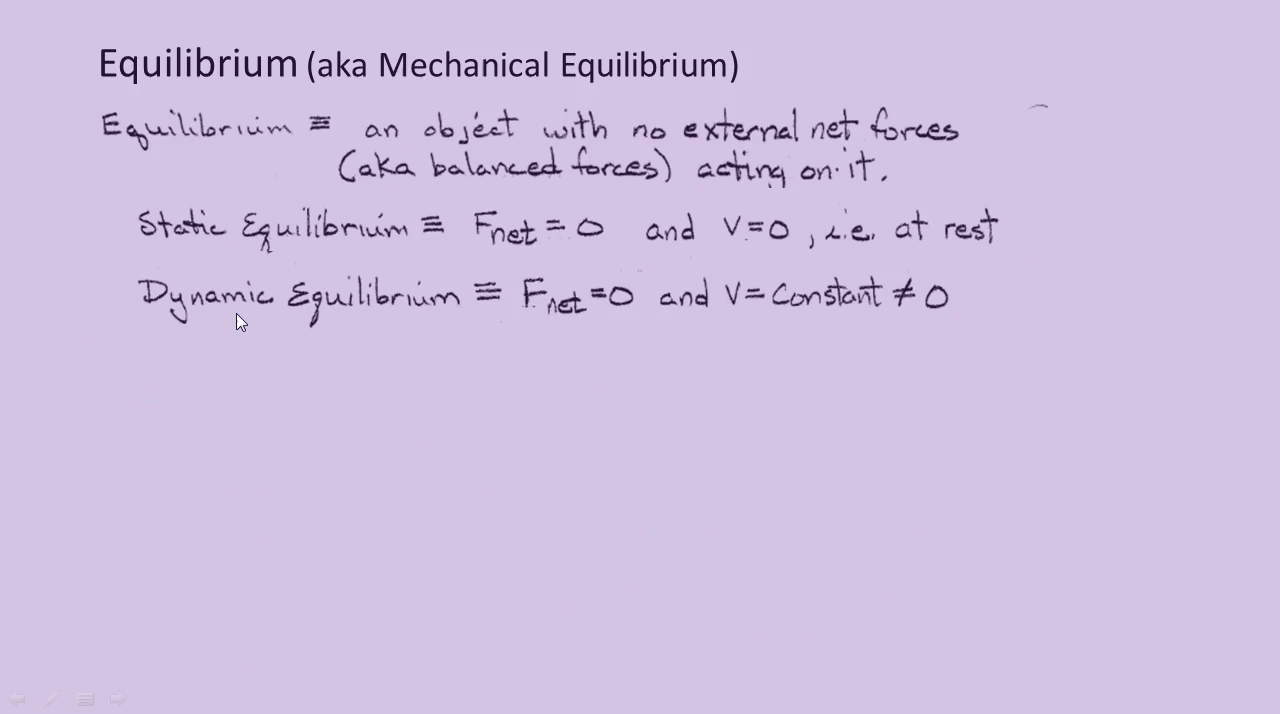 Equilibrium (aka Mechanical Equilibrium)
Equilibrium ≡ an object with no external net forces
(aka balanced forces) acting on it.
Static Equilibrium ≡ Fnet = 0 and V=0, i.e. at rest
Dynamic Equilibrium ≡ Fnet=0 and V= Constant ≠ 0